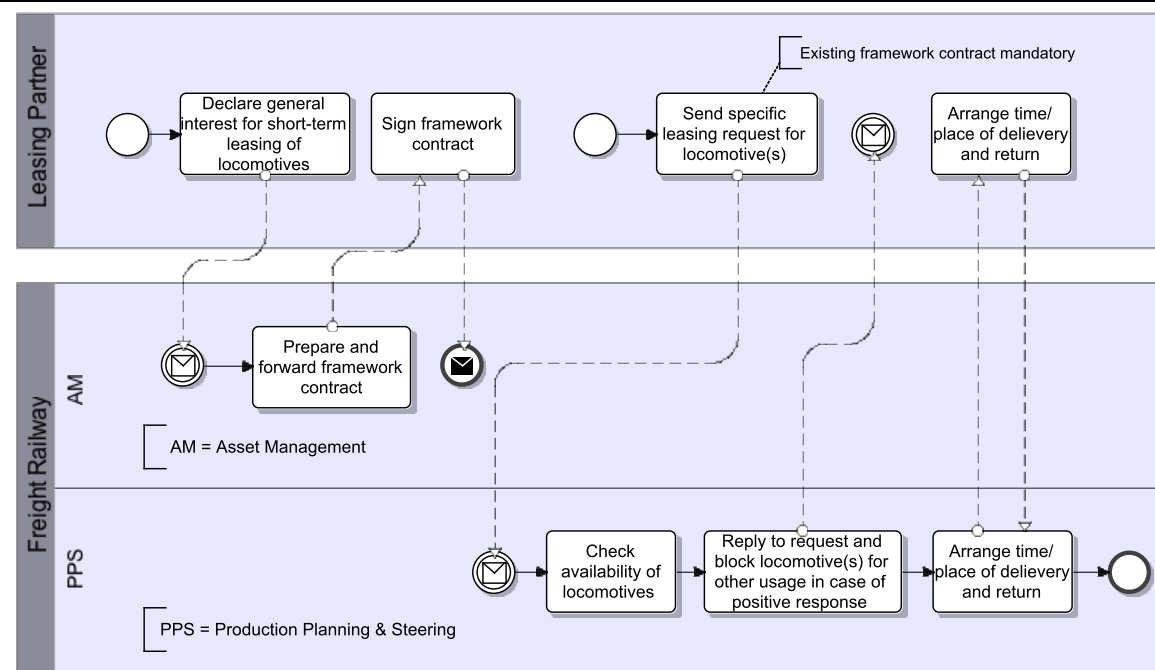 Leasing Partner
Existing framework contract mandatory
Declare general
interest for short-term
leasing of
locomotives
Sign framework
contract
Send specific
leasing request for
locomotive(s)
Arrange time/
place of delievery
and return
Freight Railway
AM
Prepare and
forward framework
contract
AM = Asset Management
PPS
Check
availability of
locomotives
Reply to request and
block locomotive(s) for
other usage in case of
positive response
Arrange time/
place of delievery
and return
PPS = Production Planning & Steering